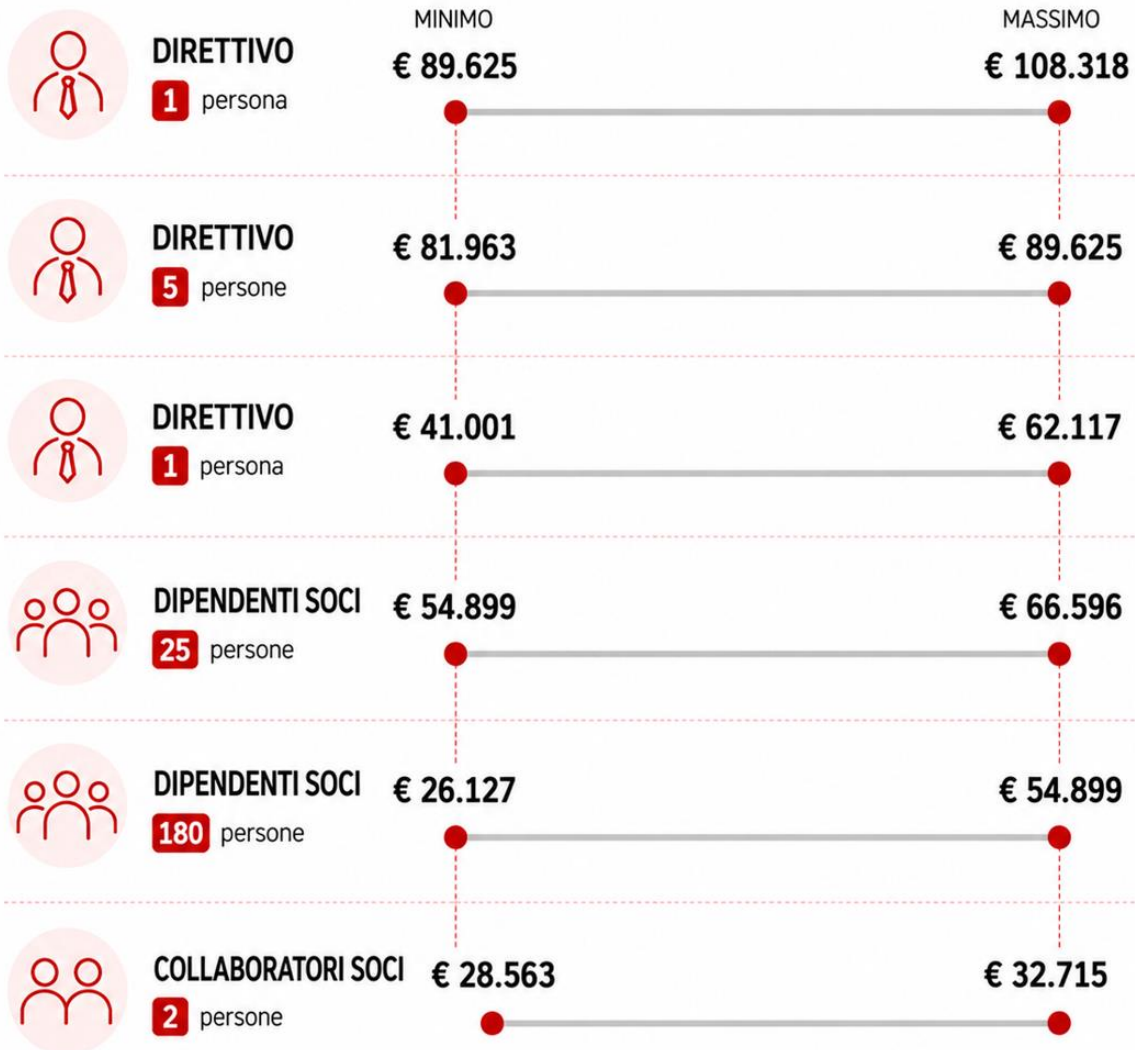 MINIMO MASSIMO
DIRETTIVO € 89.625 € 108.318
1 persona
DIRETTIVO € 81.963 € 89.625
5 persone
DIRETTIVO € 41.001 € 62.117
1 persona
DIPENDENTI SOCI € 54.899 € 66.596
25 persone
DIPENDENTI SOCI € 26.127 € 54.899
180 persone
COLLABORATORI SOCI € 28.563 € 32.715
2 persone